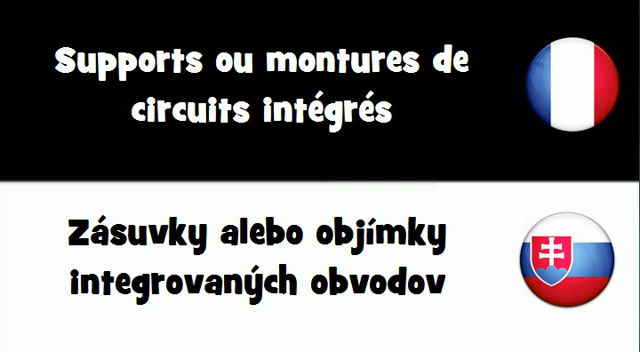 Supports ou montures de
circuits intégrés
Zásuvky alebo objímky
integrovaných obvodov